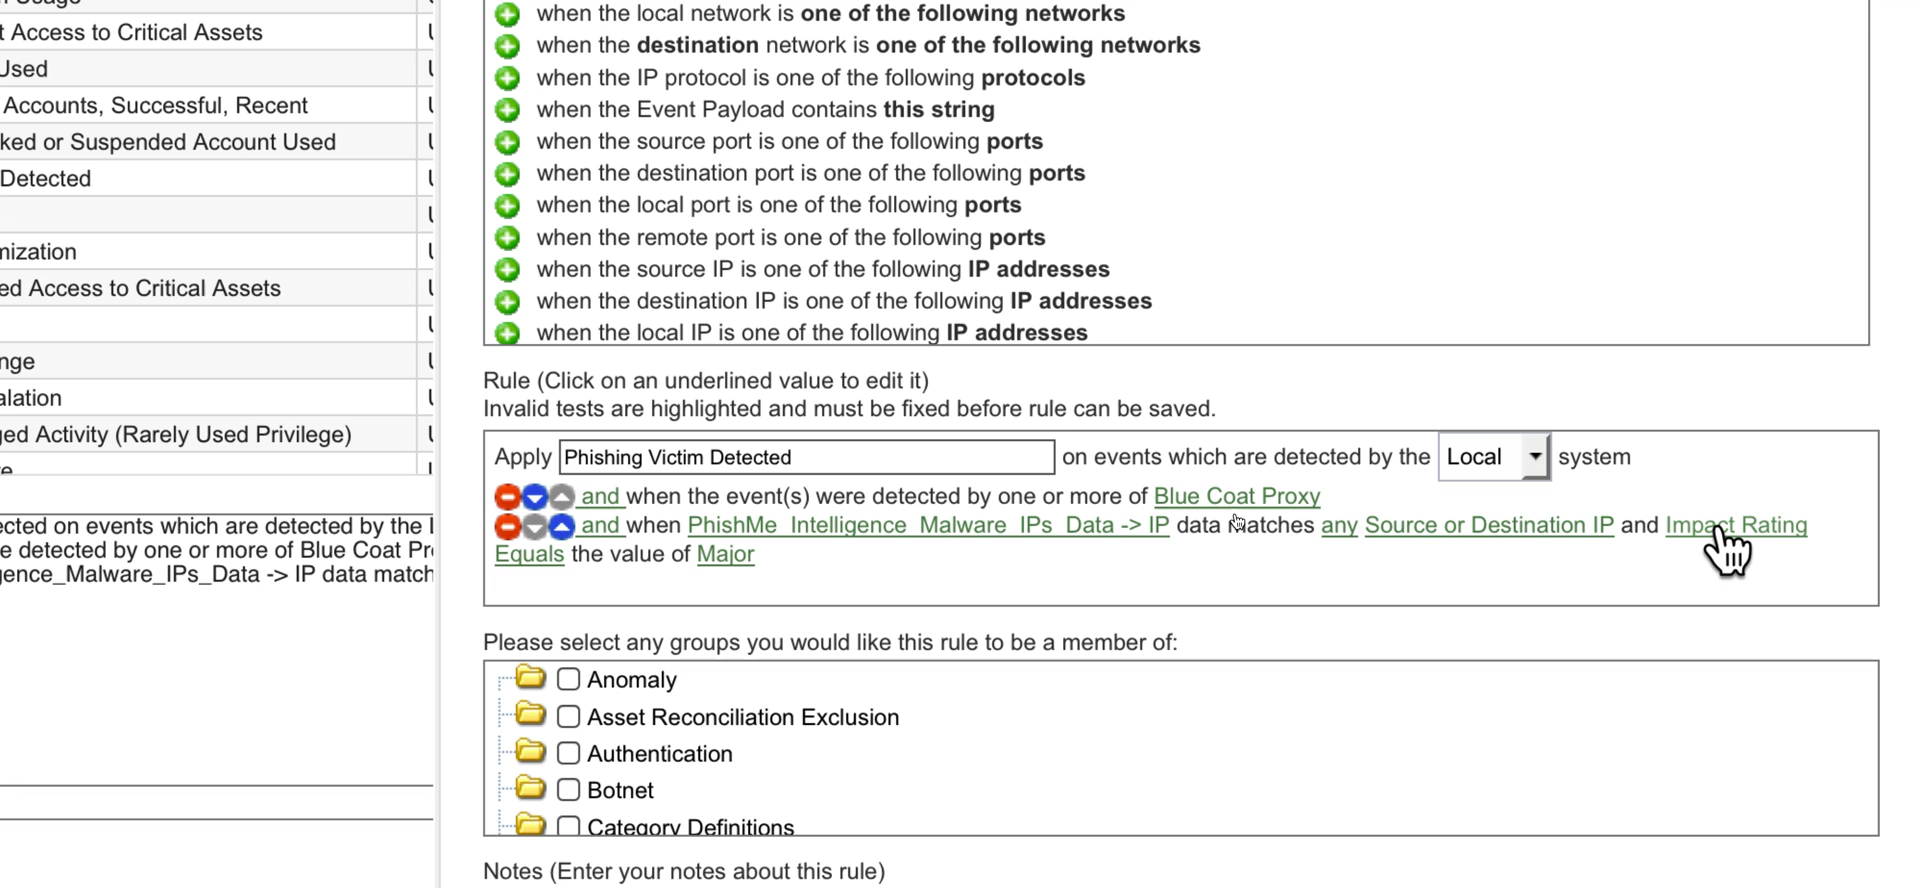 Usage
t Access to Critical Assets
Used
Accounts, Successful, Recent
ked or Suspended Account Used
Detected
mization
ed Access to Critical Assets
nge
alation
ged Activity (Rarely Used Privilege)
ected on events which are detected by the
e detected by one or more of Blue Coat Pr
gence_Malware_IPs_Data -> IP data match
when the local network is one of the following networks
when the destination network is one of the following networks
when the IP protocol is one of the following protocols
when the Event Payload contains this string
when the source port is one of the following ports
when the destination port is one of the following ports
when the local port is one of the following ports
when the remote port is one of the following ports
when the source IP is one of the following IP addresses
when the destination IP is one of the following IP addresses
when the local IP is one of the following IP addresses
Rule (Click on an underlined value to edit it)
Invalid tests are highlighted and must be fixed before rule can be saved.
Apply Phishing Victim Detected on events which are detected by the Local system
and when the event(s) were detected by one or more of Blue Coat Proxy
and when PhishMe_Intelligence_Malware_IPs_Data -> IP data matches any Source or Destination IP and Impact Rating
Equals the value of Major
Please select any groups you would like this rule to be a member of:
Anomaly
Asset Reconciliation Exclusion
Authentication
Botnet
Category Definitions
Notes (Enter your notes about this rule)